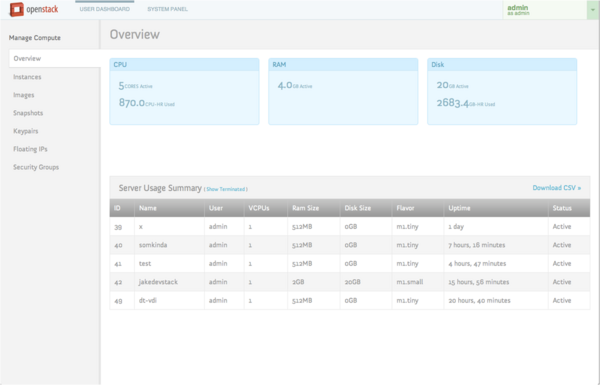 openstack USER DASHBOARD SYSTEM PANEL admin
as admin
Manage Compute
Overview
Overview
Instances
Images
Snapshots
Keypairs
Floating IPs
Security Groups
CPU RAM Disk
5 CORES Active 4.0 GB Active 20 GB Active
870.0 CPU-HR Used 2683.4 GB-HR Used
Server Usage Summary ( Show Terminated ) Download CSV »
ID Name User VCPUs Ram Size Disk Size Flavor Uptime Status
39 x admin 1 512MB 0GB m1.tiny 1 day Active
40 somkinda admin 1 512MB 0GB m1.tiny 7 hours, 18 minutes Active
41 test admin 1 512MB 0GB m1.tiny 4 hours, 47 minutes Active
42 jakedevstack admin 1 2GB 20GB m1.small 15 hours, 58 minutes Active
49 dt-vdi admin 1 512MB 0GB m1.tiny 20 hours, 40 minutes Active